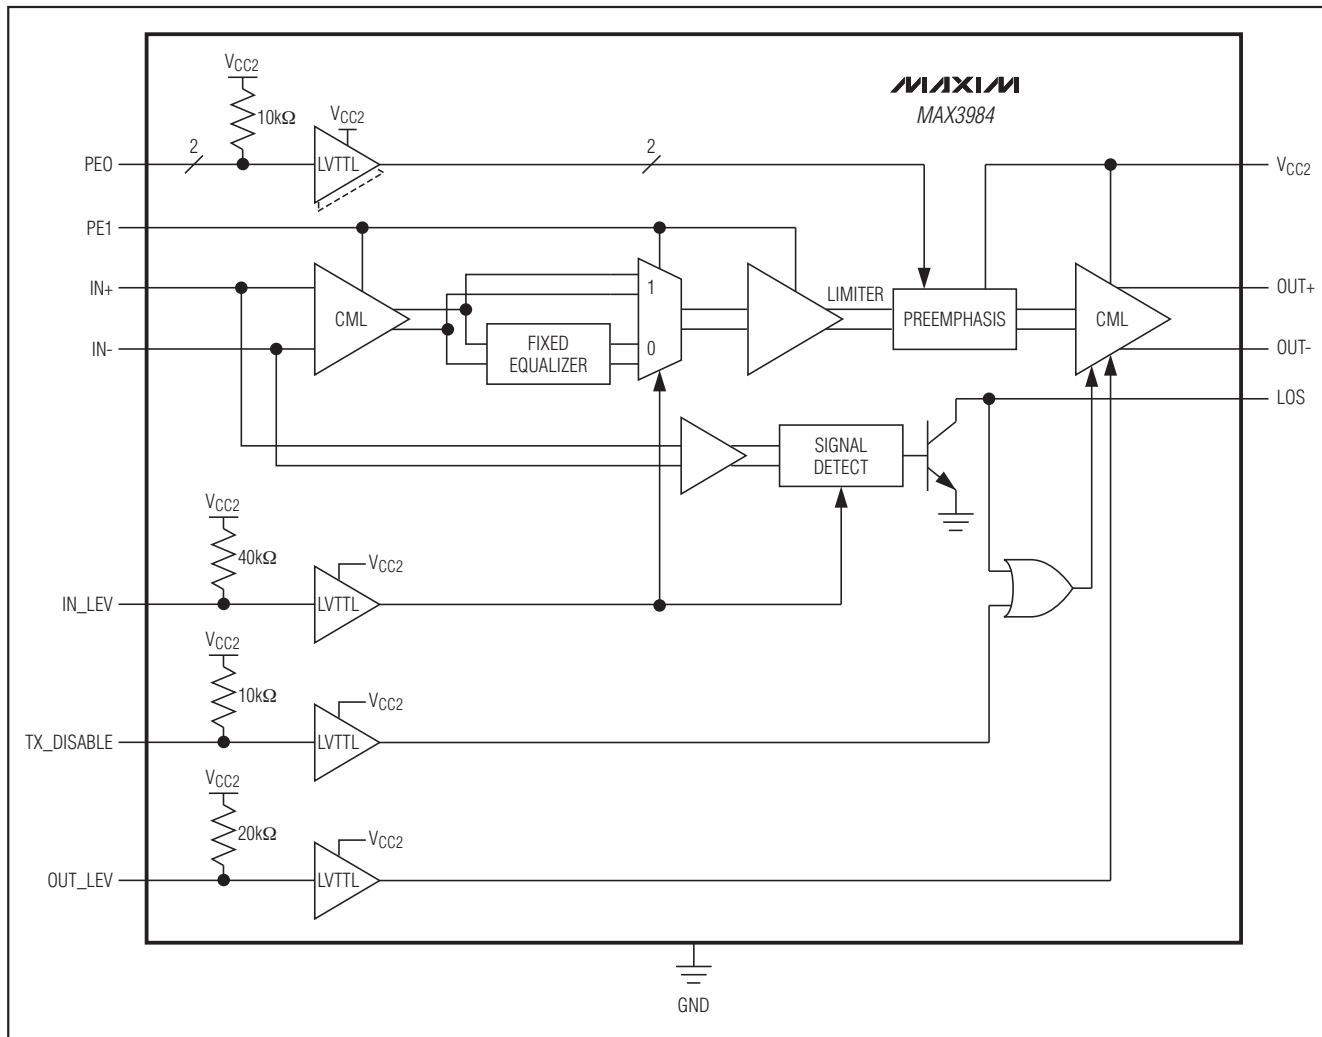 VCC2
MAXIM
MAX3984
10kΩ
VCC2
PE0
2
LVTTL
2
VCC2
PE1
IN+
CML
1
LIMITER
PREEMPHASIS
CML
OUT+
IN-
FIXED
EQUALIZER
0
OUT-
LOS
SIGNAL
DETECT
VCC2
40kΩ
VCC2
IN_LEV
LVTTL
VCC2
10kΩ
VCC2
TX_DISABLE
LVTTL
VCC2
20kΩ
VCC2
OUT_LEV
LVTTL
GND